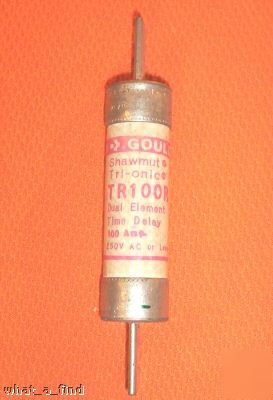 GOUL
Shawmut®
Tri-onic®
TR100R
Dual Element
Time Delay
100 Amp
250V AC or Less
what_a_find